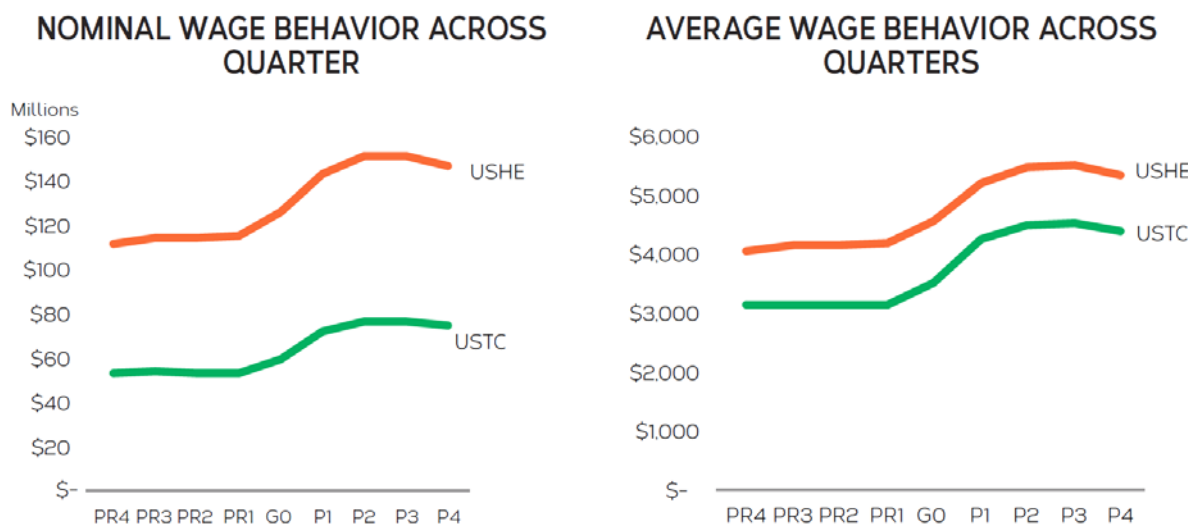 NOMINAL WAGE BEHAVIOR ACROSS
QUARTER
Millions
$160
$140
$120
$100
$80
$60
$40
$20
$-
USHE
USTC
PR4 PR3 PR2 PR1 G0 P1 P2 P3 P4
AVERAGE WAGE BEHAVIOR ACROSS
QUARTERS
$6,000
$5,000
$4,000
$3,000
$2,000
$1,000
$-
USHE
USTC
PR4 PR3 PR2 PR1 G0 P1 P2 P3 P4